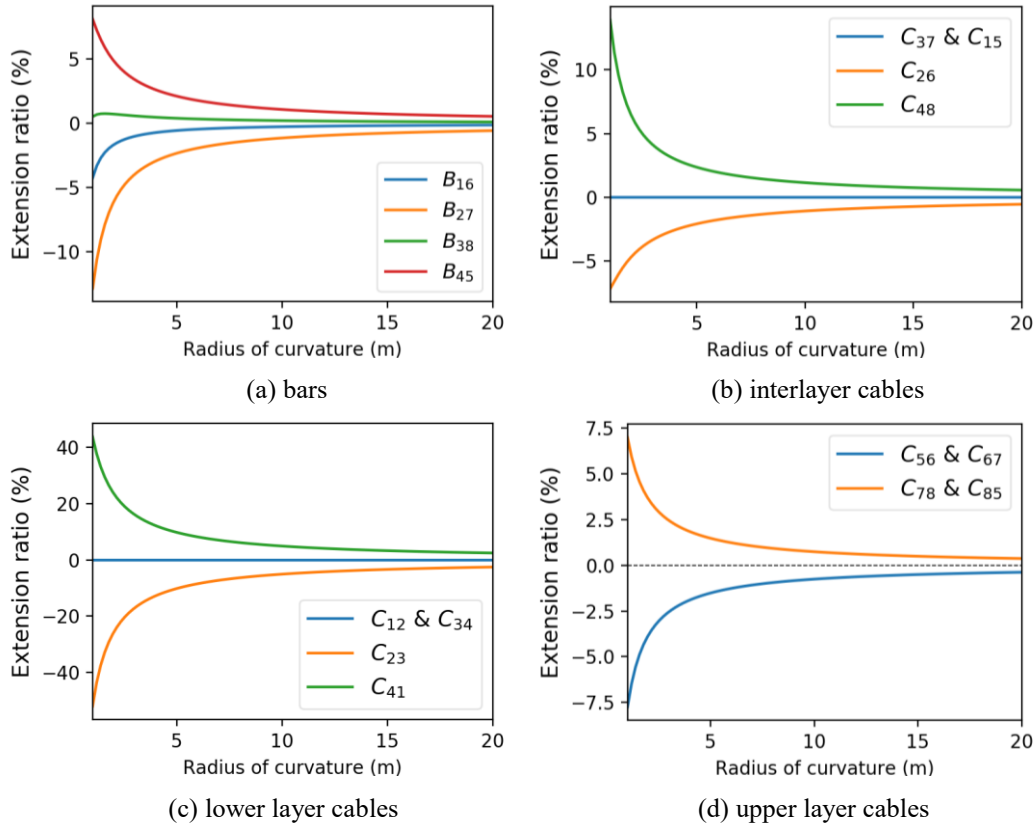 Extension ratio (%)
5
0
−5
−10
B16
B27
B38
B45
5
10
15
20
Radius of curvature (m)
(a) bars
Extension ratio (%)
10
5
0
−5
C37 & C15
C26
C48
5
10
15
20
Radius of curvature (m)
(b) interlayer cables
Extension ratio (%)
40
20
0
−20
−40
C12 & C34
C23
C41
5
10
15
20
Radius of curvature (m)
(c) lower layer cables
Extension ratio (%)
7.5
5.0
2.5
0.0
−2.5
−5.0
−7.5
C56 & C67
C78 & C85
5
10
15
20
Radius of curvature (m)
(d) upper layer cables